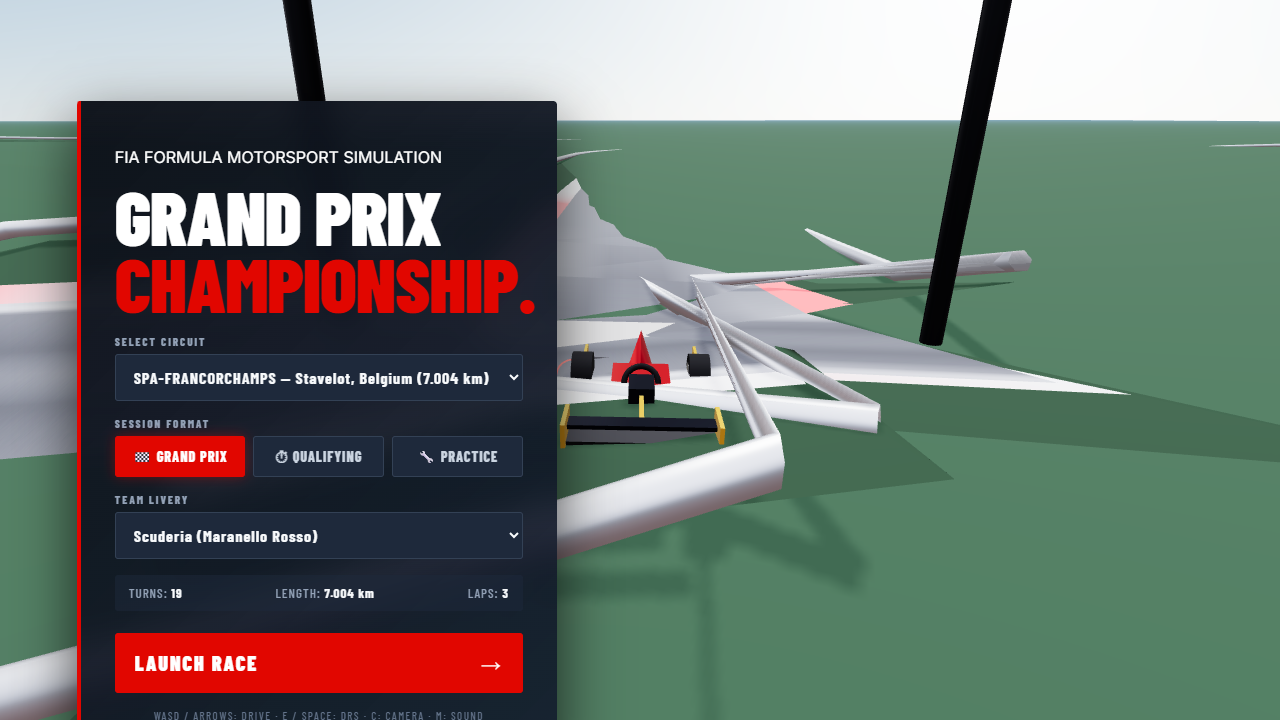 FIA FORMULA MOTORSPORT SIMULATION
GRAND PRIX
CHAMPIONSHIP.
SELECT CIRCUIT
SPA-FRANCORCHAMPS — Stavelot, Belgium (7.004 km)
SESSION FORMAT
🏁 GRAND PRIX ⏱ QUALIFYING 🔧 PRACTICE
TEAM LIVERY
Scuderia (Maranello Rosso)
TURNS: 19 LENGTH: 7.004 km LAPS: 3
LAUNCH RACE →
WASD / ARROWS: DRIVE · E / SPACE: DRS · C: CAMERA · M: SOUND